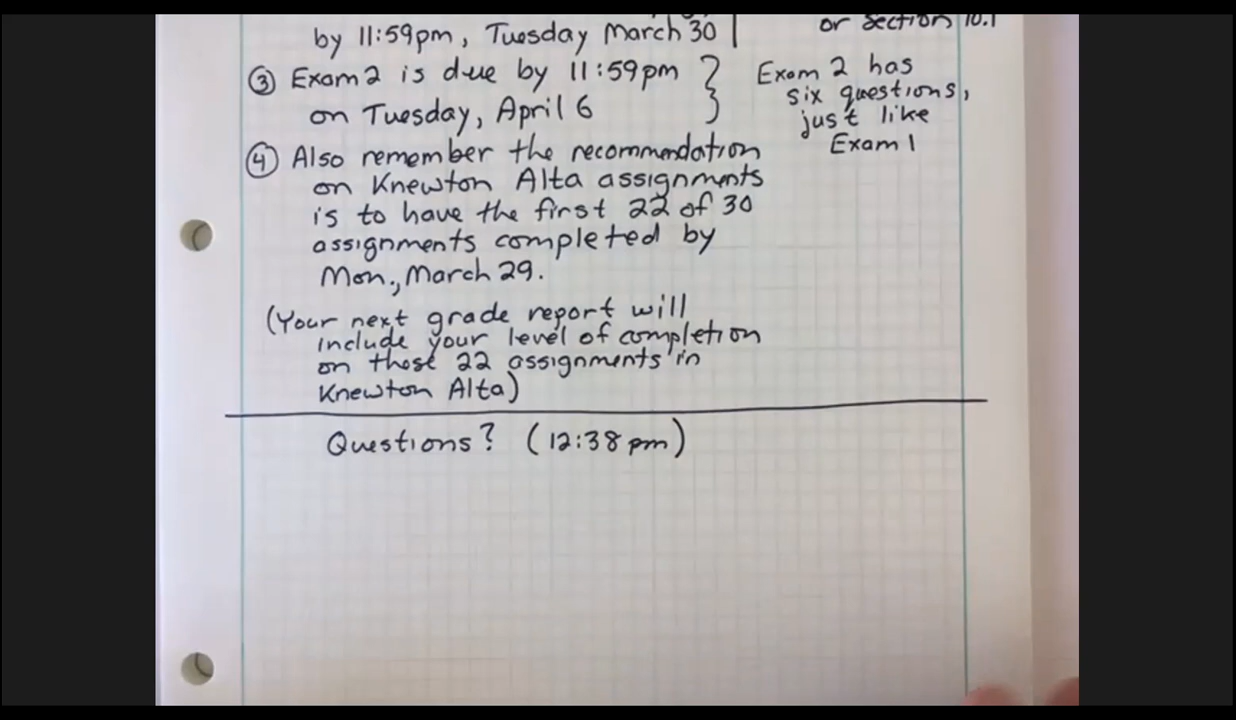 by 11:59pm, Tuesday March 30
or Section 10.1
③ Exam 2 is due by 11:59pm
on Tuesday, April 6
Exam 2 has
six questions,
just like
Exam 1
④ Also remember the recommendation
on Knewton Alta assignments
is to have the first 22 of 30
assignments completed by
Mon., March 29.
(Your next grade report will
include your level of completion
on those 22 assignments in
Knewton Alta)
Questions? (12:38 pm)